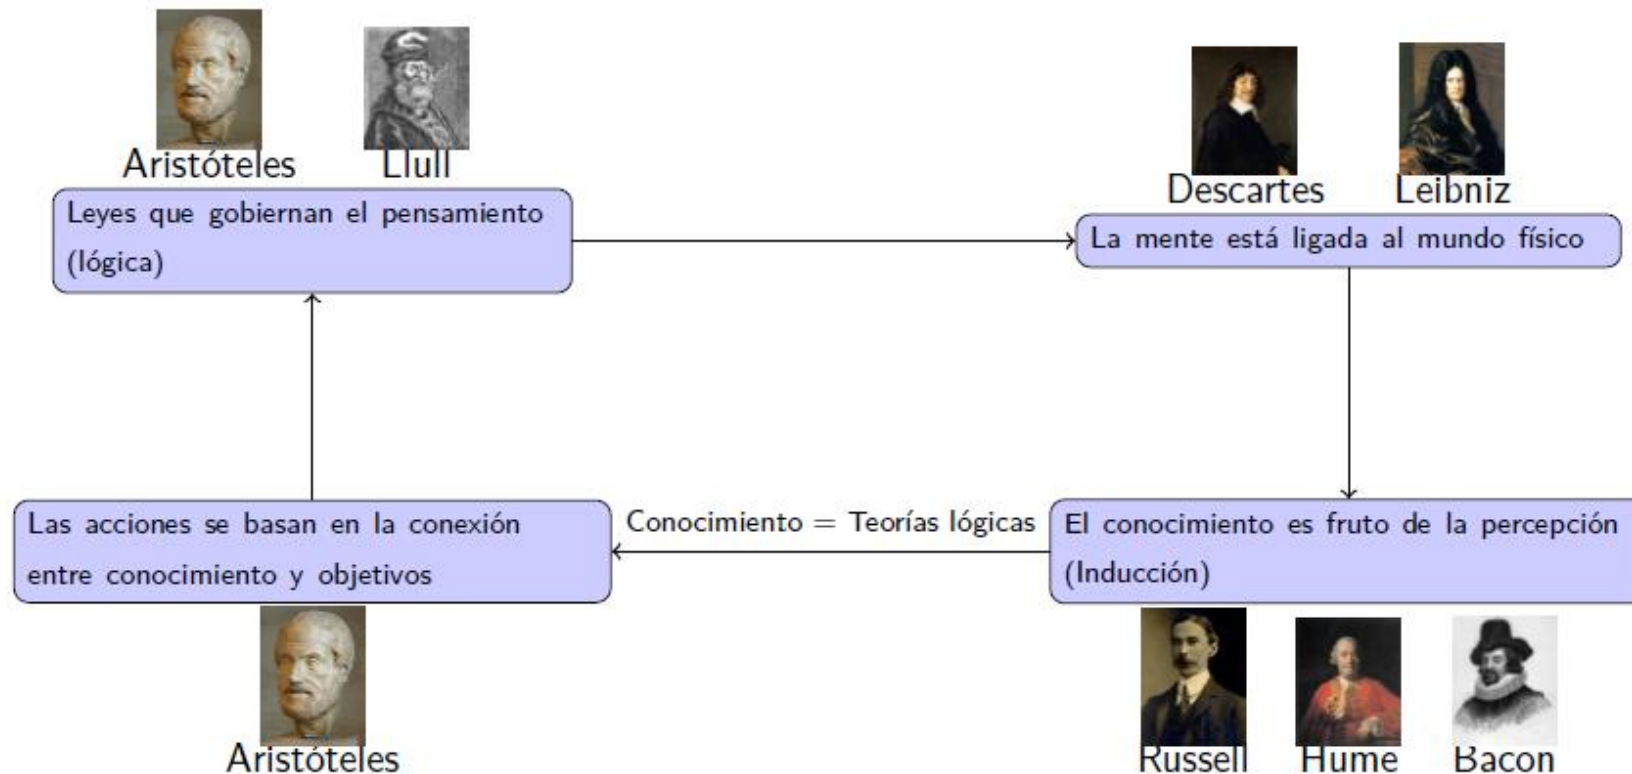 Aristóteles
Llull
Descartes
Leibniz
Leyes que gobiernan el pensamiento
(lógica)
La mente está ligada al mundo físico
Las acciones se basan en la conexión
entre conocimiento y objetivos
Conocimiento = Teorías lógicas
El conocimiento es fruto de la percepción
(Inducción)
Aristóteles
Russell
Hume
Bacon